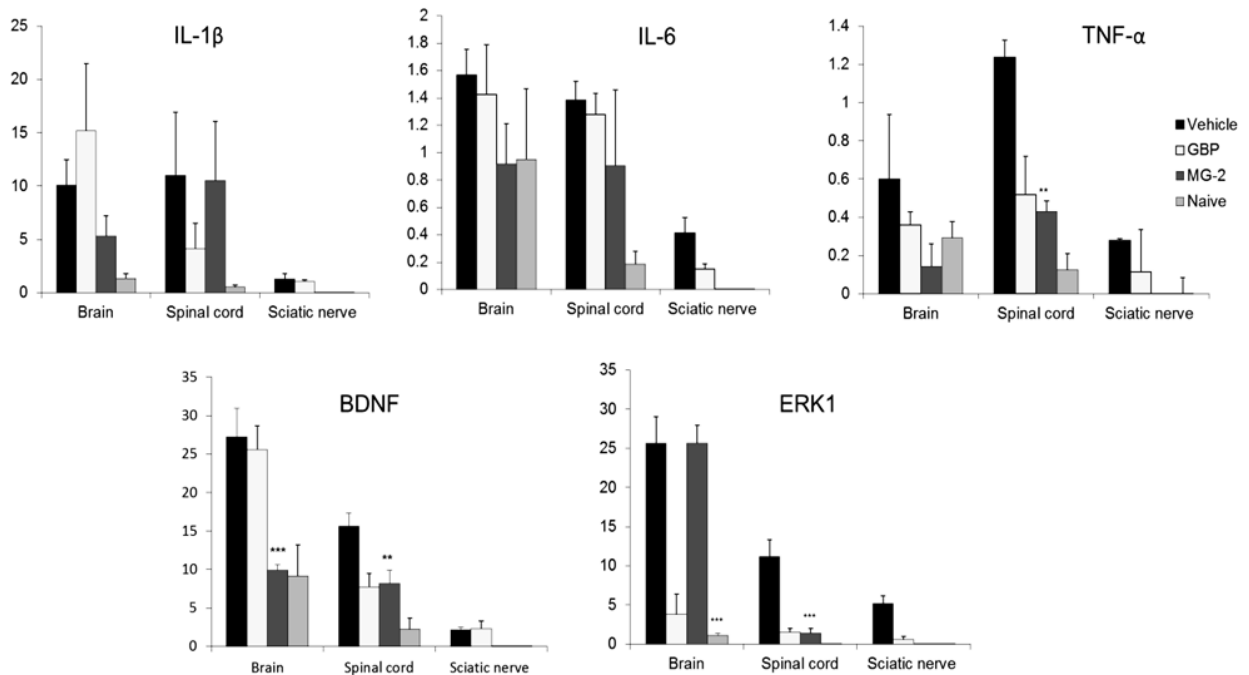 IL-1β
25
20
15
10
5
0
Brain
Spinal cord
Sciatic nerve
IL-6
2
1.8
1.6
1.4
1.2
1
0.8
0.6
0.4
0.2
0
Brain
Spinal cord
Sciatic nerve
TNF-α
1.4
1.2
1
0.8
0.6
0.4
0.2
0
**
Brain
Spinal cord
Sciatic nerve
Vehicle
GBP
MG-2
Naive
BDNF
35
30
25
20
15
10
5
0
***
**
Brain
Spinal cord
Sciatic nerve
ERK1
35
30
25
20
15
10
5
0
***
***
Brain
Spinal cord
Sciatic nerve